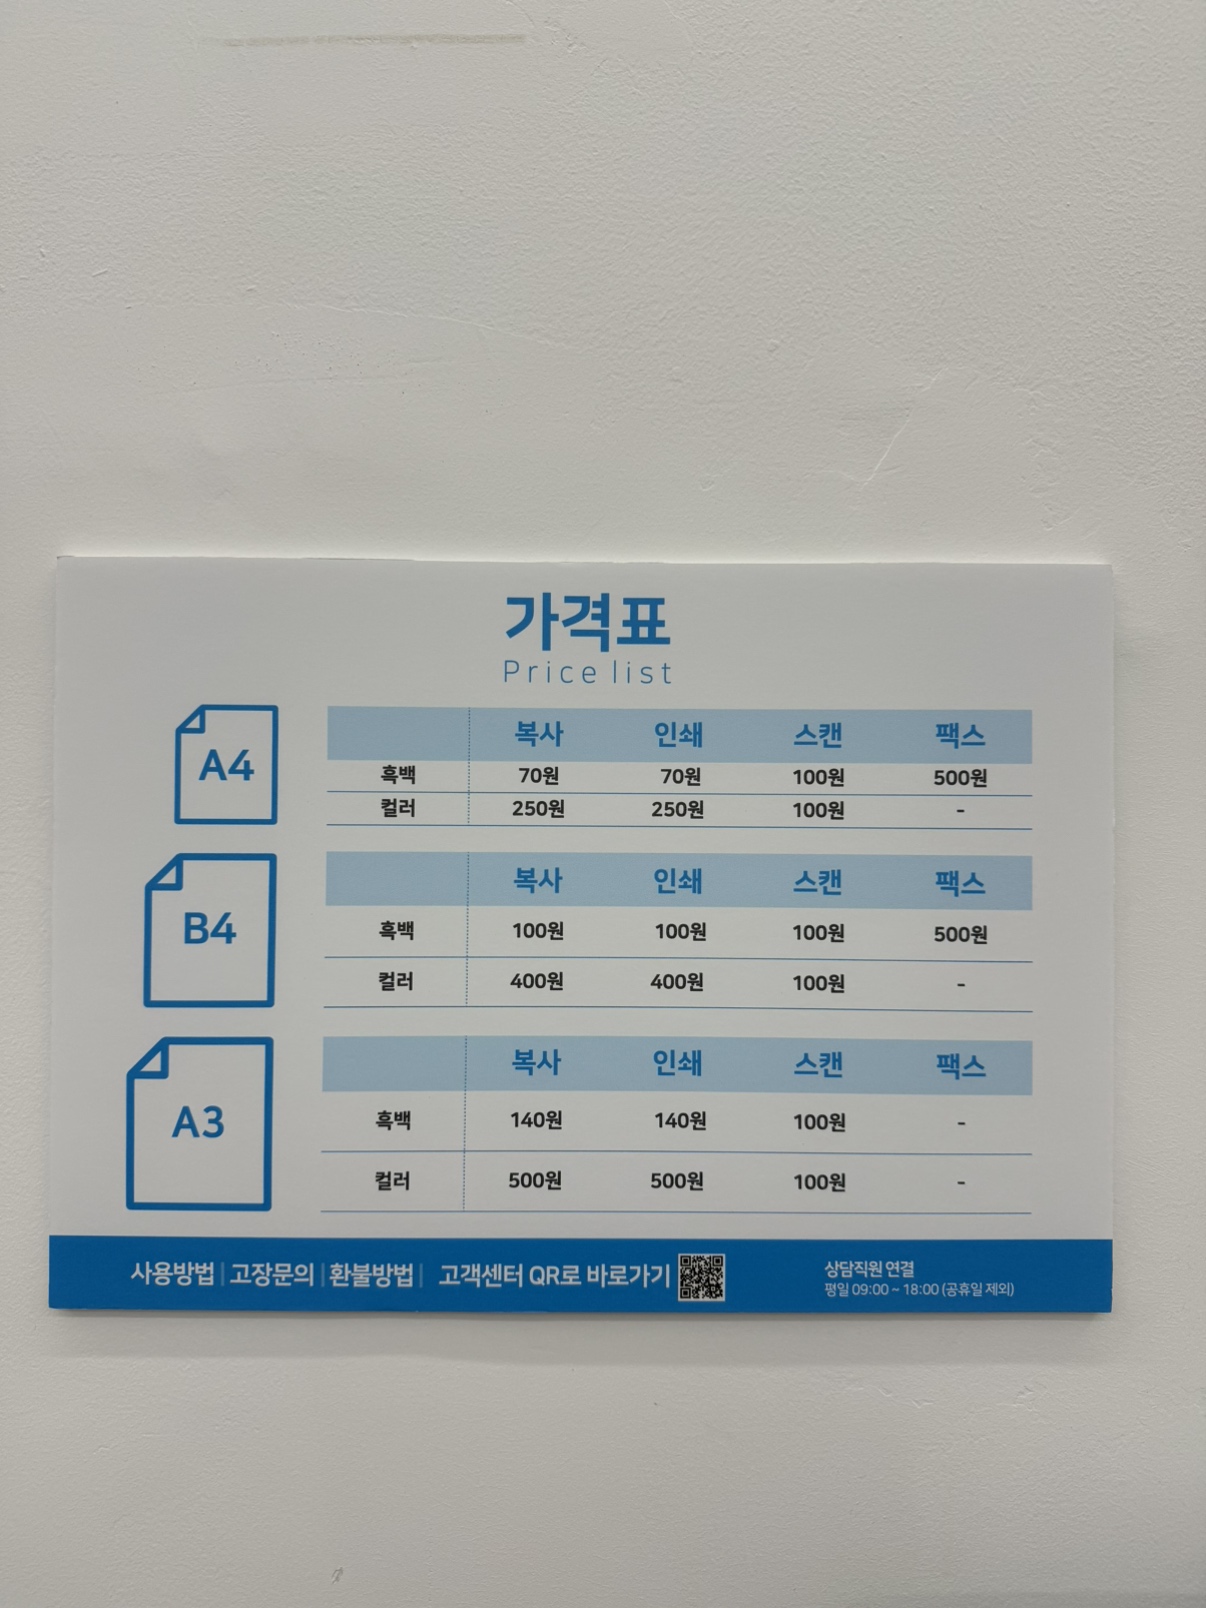 가격표
Price list
A4
복사 인쇄 스캔 팩스
흑백 70원 70원 100원 500원
컬러 250원 250원 100원 -
B4
복사 인쇄 스캔 팩스
흑백 100원 100원 100원 500원
컬러 400원 400원 100원 -
A3
복사 인쇄 스캔 팩스
흑백 140원 140원 100원 -
컬러 500원 500원 100원 -
사용방법 | 고장문의 | 환불방법 | 고객센터 QR로 바로가기
상담직원 연결
평일 09:00 ~ 18:00 (공휴일 제외)